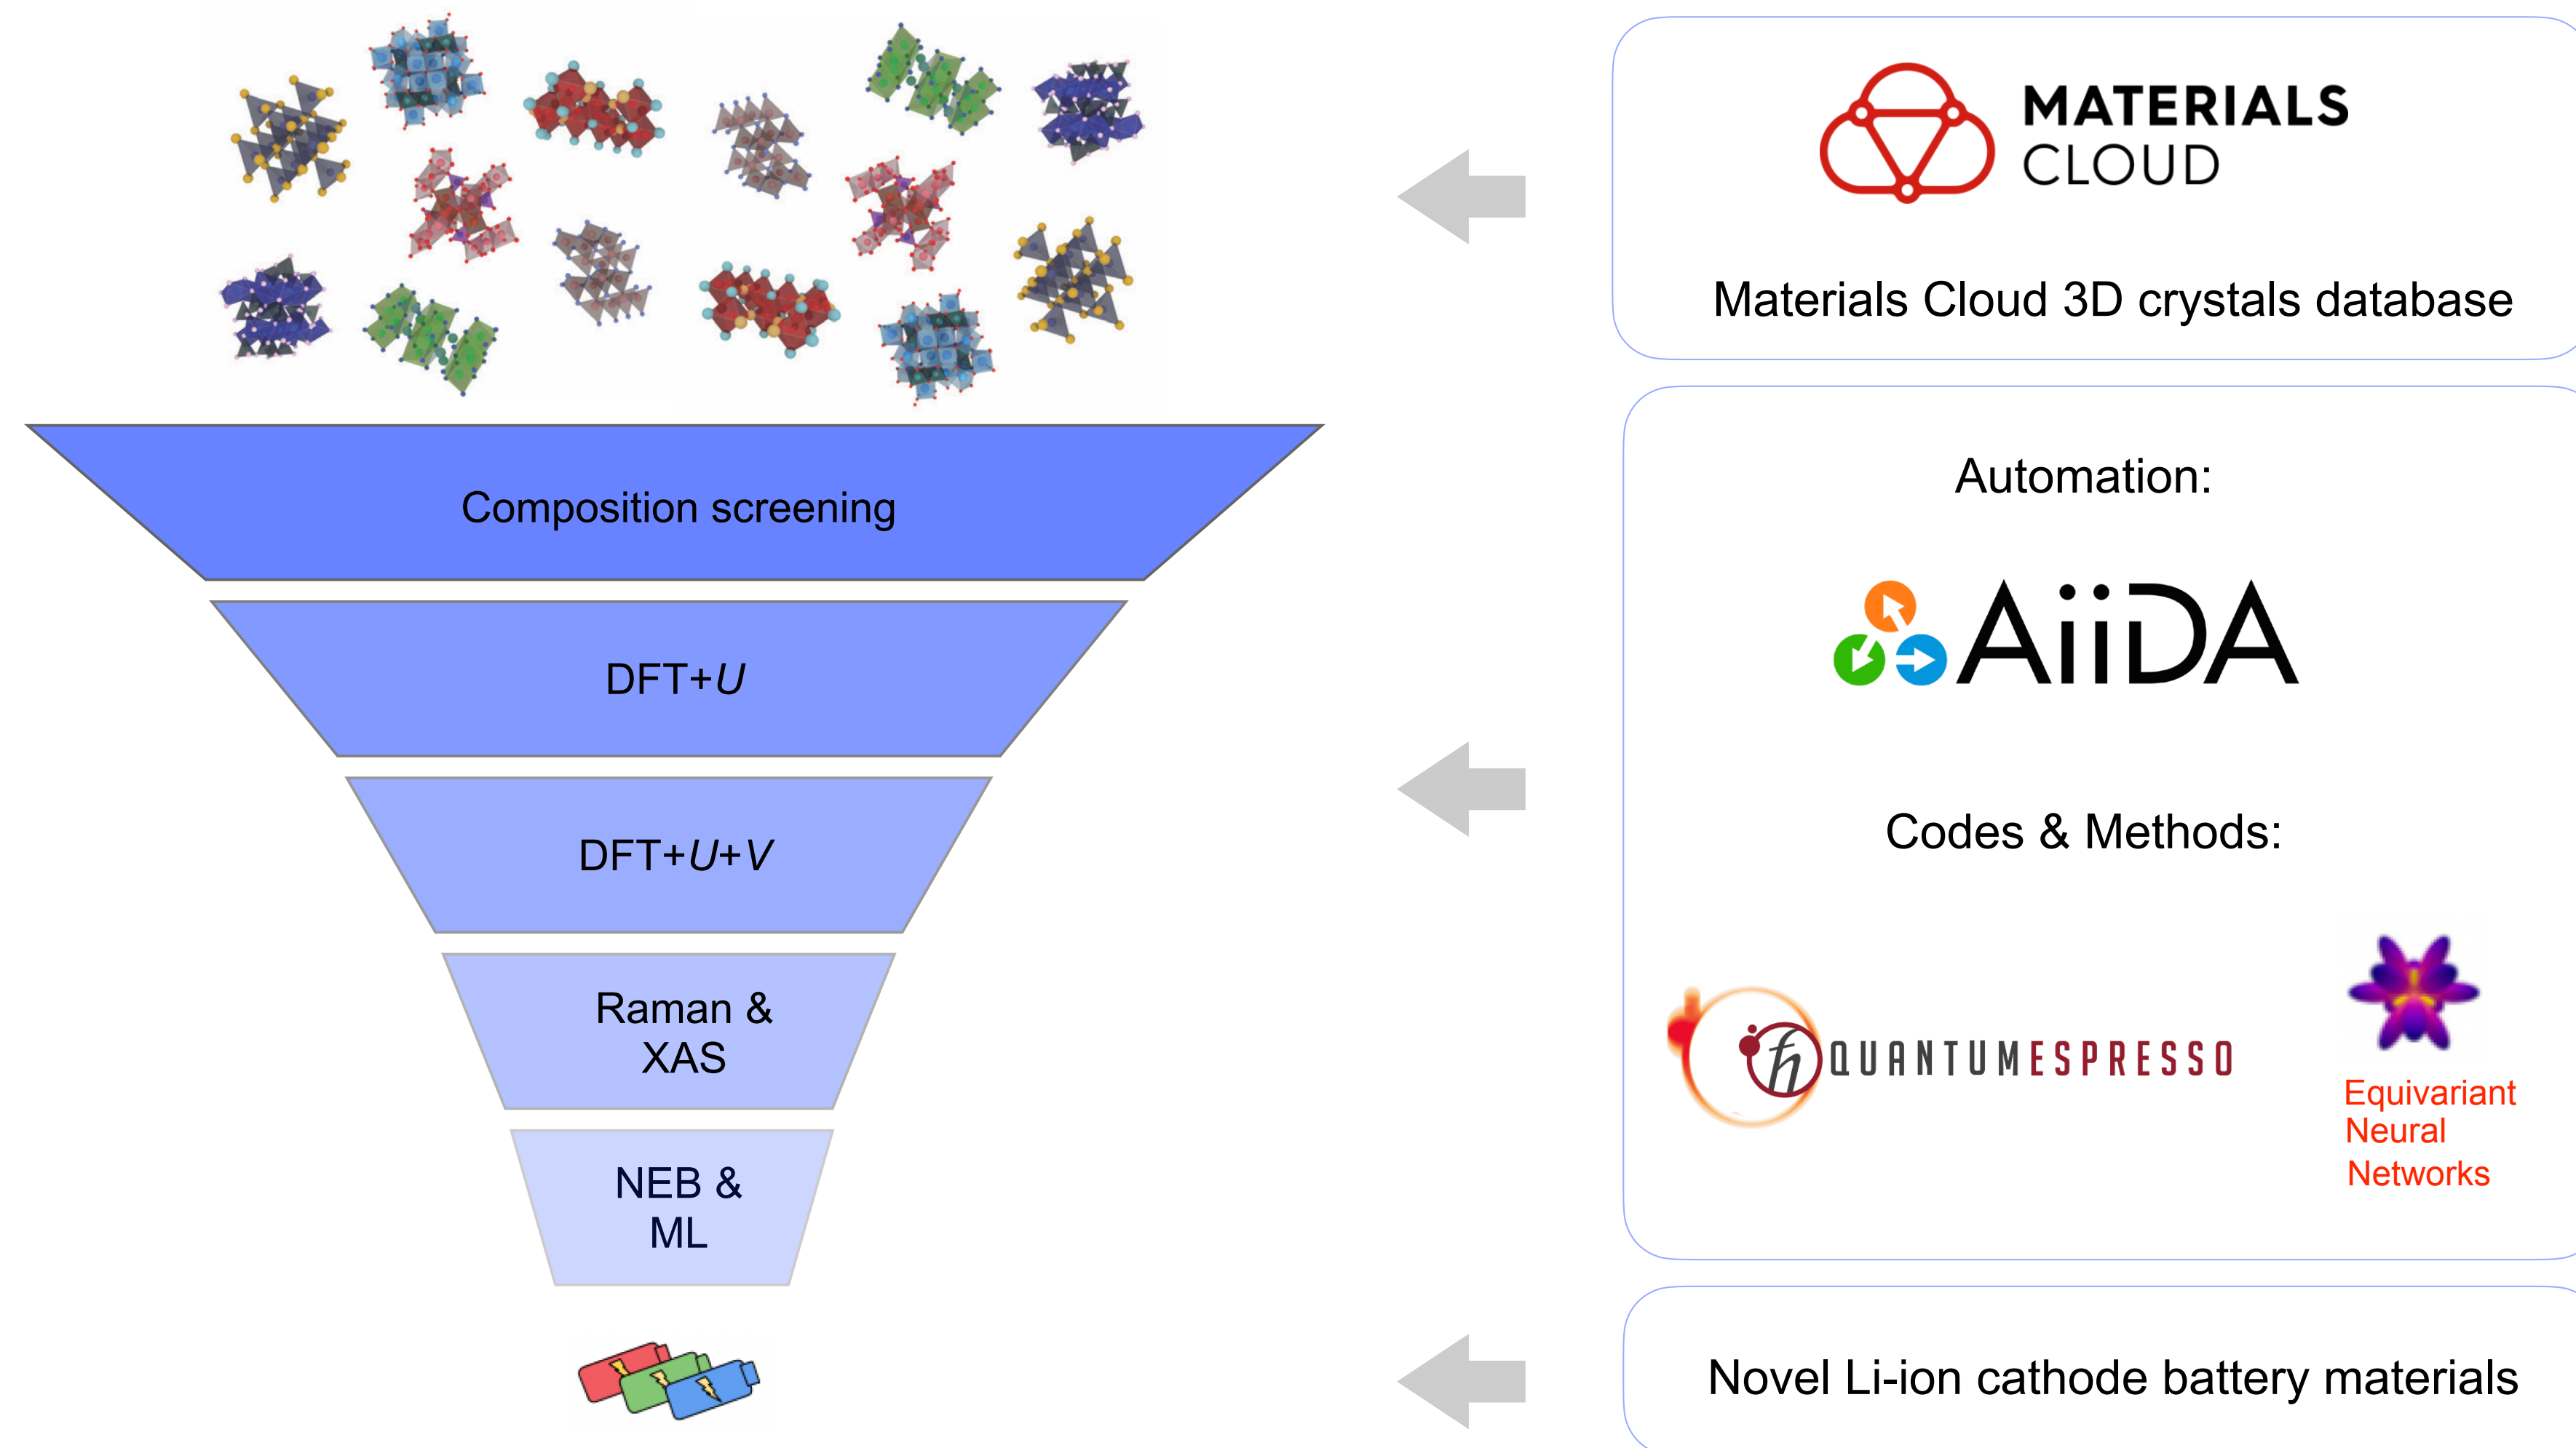 MATERIALS
CLOUD
Materials Cloud 3D crystals database
Composition screening
DFT+U
DFT+U+V
Raman &
XAS
NEB &
ML
Automation:
AiiDA
Codes & Methods:
ħ
QUANTUMESPRESSO
Equivariant
Neural
Networks
Novel Li-ion cathode battery materials